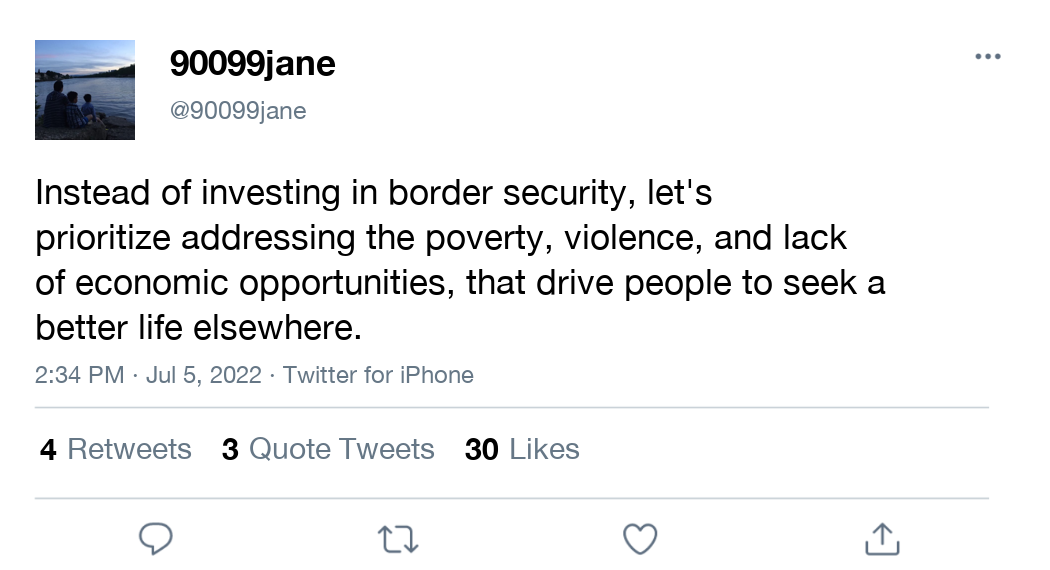 90099jane
@90099jane
Instead of investing in border security, let's
prioritize addressing the poverty, violence, and lack
of economic opportunities, that drive people to seek a
better life elsewhere.
2:34 PM · Jul 5, 2022 · Twitter for iPhone
4 Retweets 3 Quote Tweets 30 Likes